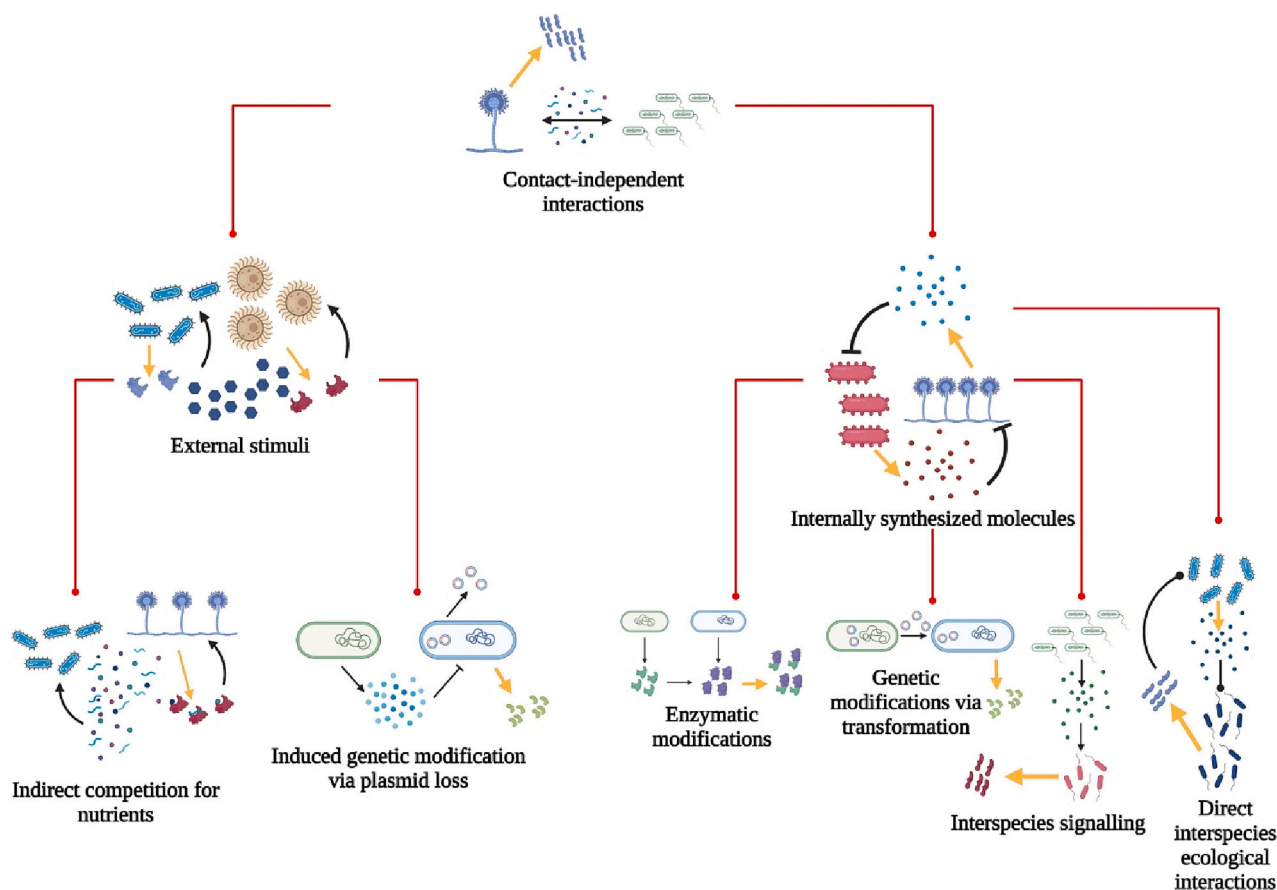 Contact-independent
interactions
External stimuli
Internally synthesized molecules
Indirect competition for
nutrients
Induced genetic modification
via plasmid loss
Enzymatic
modifications
Genetic
modifications via
transformation
Interspecies signalling
Direct
interspecies
ecological
interactions